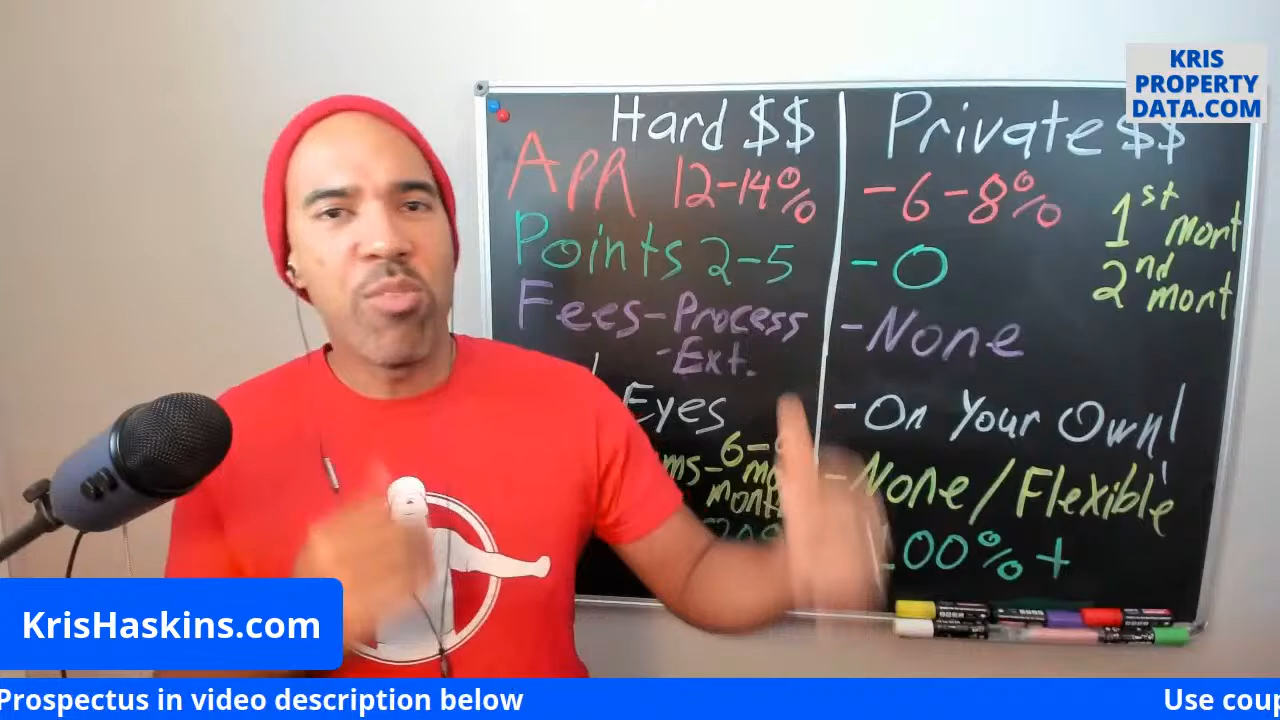 KRIS
PROPERTY
DATA.COM
Hard $$
Private $$
APR 12-14%
-6-8%
1st mont
2nd mont
Points 2-5
-0
Fees-Process
-Ext.
-None
Eyes
-On Your Own!
-None/Flexible
00%+
KrisHaskins.com
Prospectus in video description below
Use coup